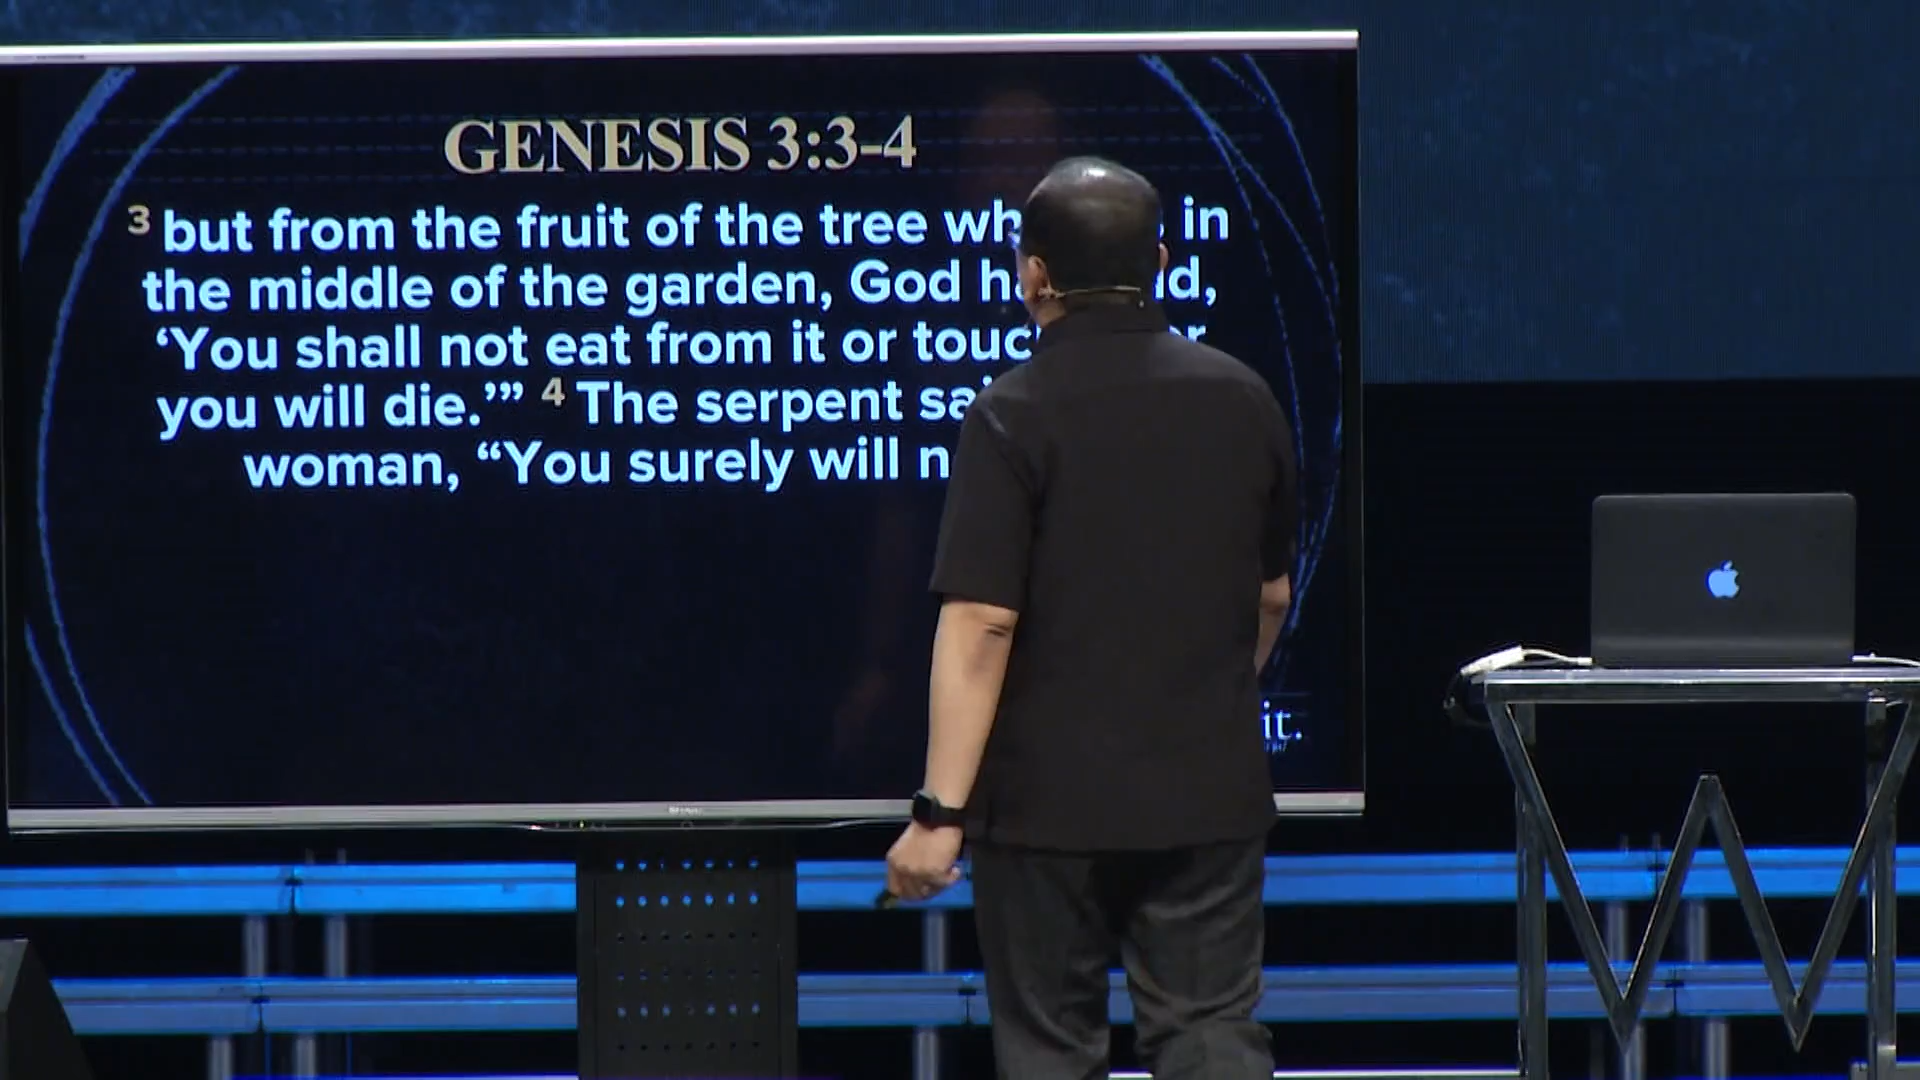 GENESIS 3:3-4
3 but from the fruit of the tree wh in
the middle of the garden, God ha d,
‘You shall not eat from it or touc r
you will die.’” 4 The serpent sai
woman, “You surely will n
it.